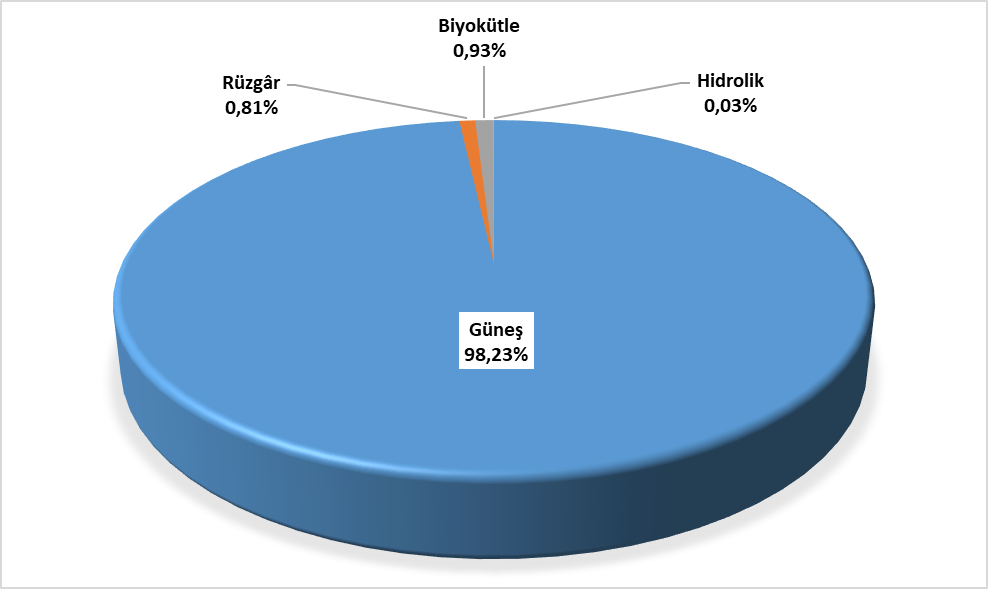 Biyokütle
0,93%
Rüzgâr
0,81%
Hidrolik
0,03%
Güneş
98,23%